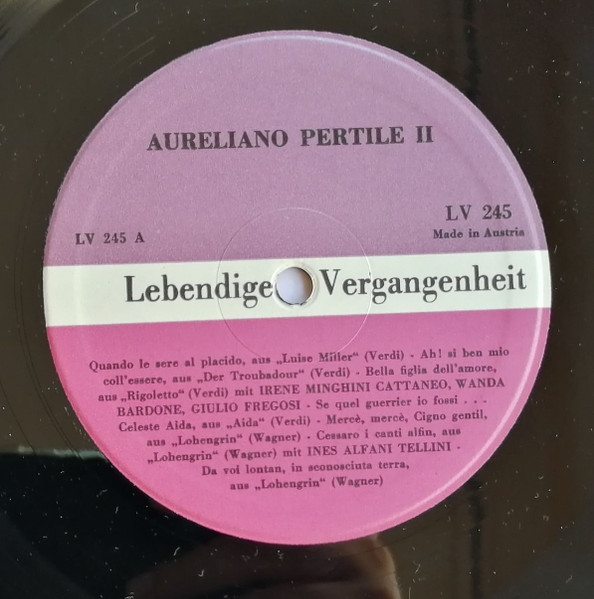 AURELIANO PERTILE II
LV 245
LV 245 A
Made in Austria
Lebendige Vergangenheit
Quando le sere al placido, aus „Luise Miller“ (Verdi) - Ah! si ben mio
coll'essere, aus „Der Troubadour“ (Verdi) - Bella figlia dell'amore,
aus „Rigoletto“ (Verdi) mit IRENE MINGHINI CATTANEO, WANDA
BARDONE, GIULIO FREGOSI - Se quel guerrier io fossi . . .
Celeste Aida, aus „Aida“ (Verdi) - Mercè, mercè, Cigno gentil,
aus „Lohengrin“ (Wagner) - Cessaro i canti alfin, aus
„Lohengrin“ (Wagner) mit INES ALFANI TELLINI -
Da voi lontan, in sconosciuta terra,
aus „Lohengrin“ (Wagner)